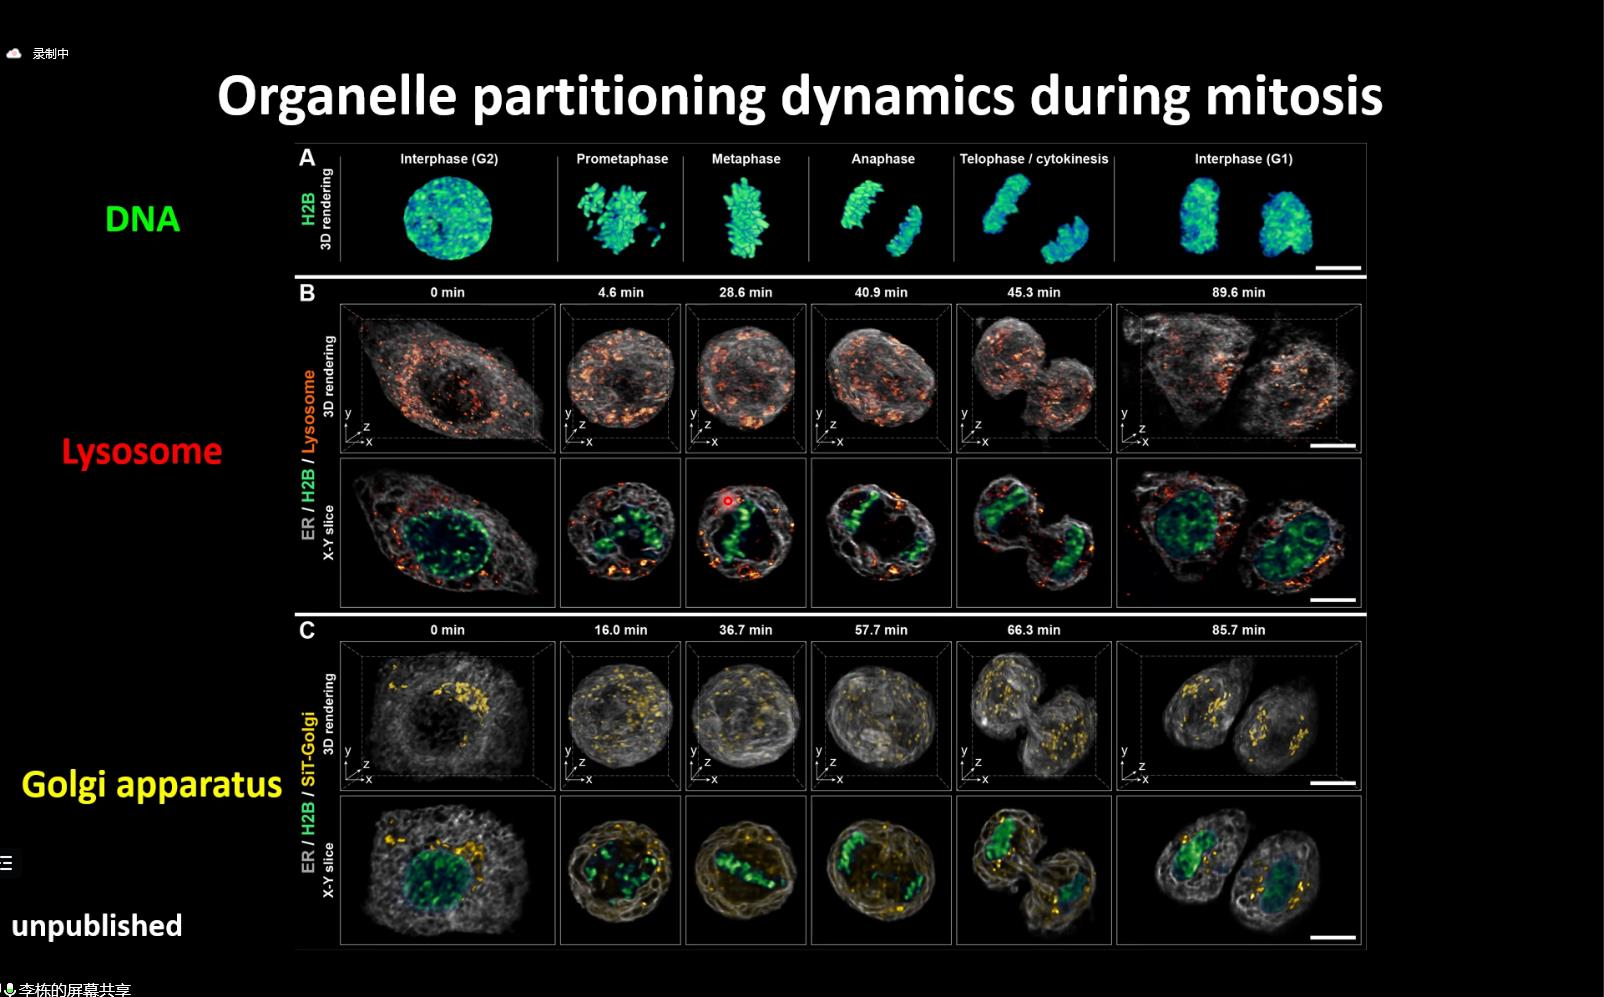 录制中
Organelle partitioning dynamics during mitosis
A
Interphase (G2)
Prometaphase
Metaphase
Anaphase
Telophase / cytokinesis
Interphase (G1)
DNA
H2B
3D rendering
B
0 min
4.6 min
28.6 min
40.9 min
45.3 min
89.6 min
Lysosome
ER / H2B / Lysosome
3D rendering
y z x
y z x
y z x
y z x
y z x
y z x
X-Y slice
C
0 min
16.0 min
36.7 min
57.7 min
66.3 min
85.7 min
Golgi apparatus
ER / H2B / SiT-Golgi
3D rendering
y z x
y z x
y z x
y z x
y z x
y z x
X-Y slice
unpublished
李栋的屏幕共享